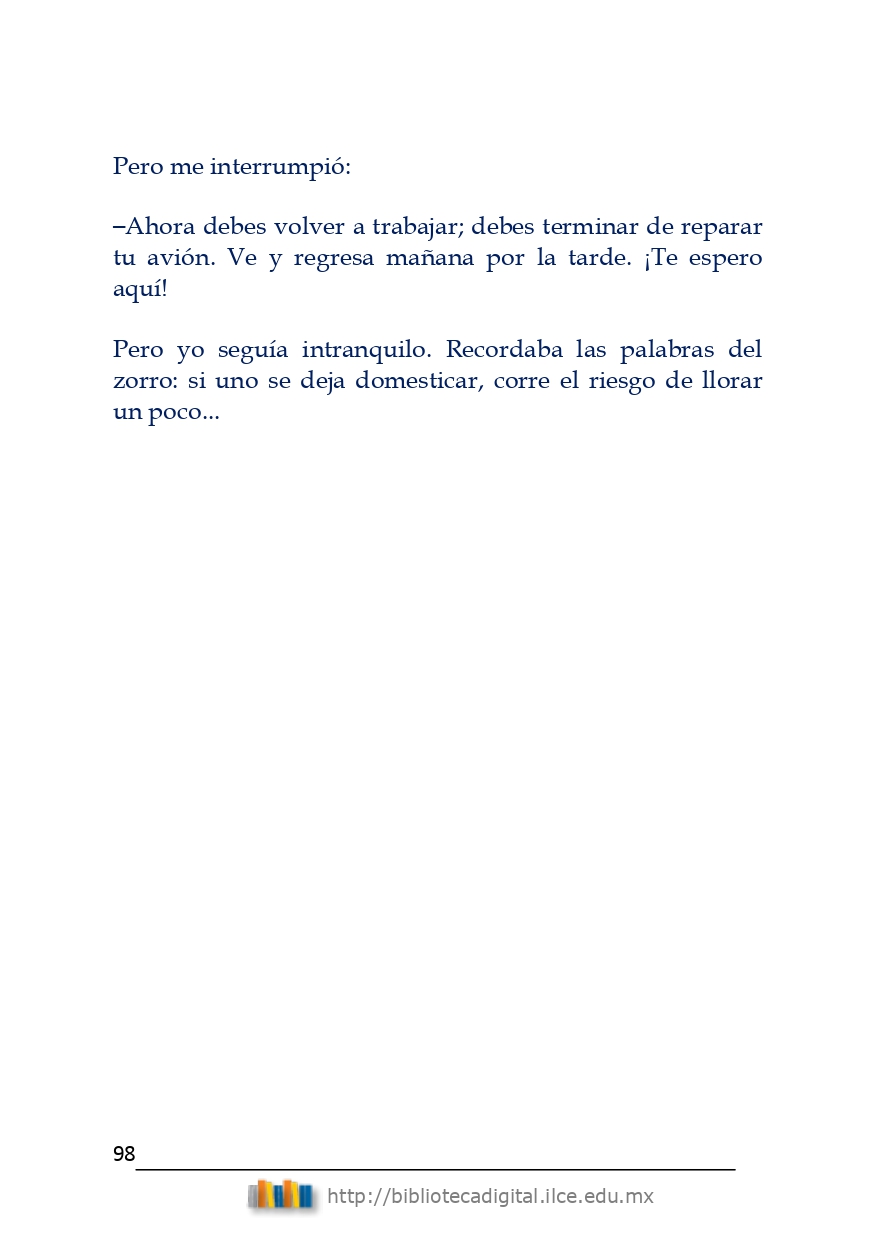 Pero me interrumpió:
–Ahora debes volver a trabajar; debes terminar de reparar
tu avión. Ve y regresa mañana por la tarde. ¡Te espero
aquí!
Pero yo seguía intranquilo. Recordaba las palabras del
zorro: si uno se deja domesticar, corre el riesgo de llorar
un poco...
98
http://bibliotecadigital.ilce.edu.mx